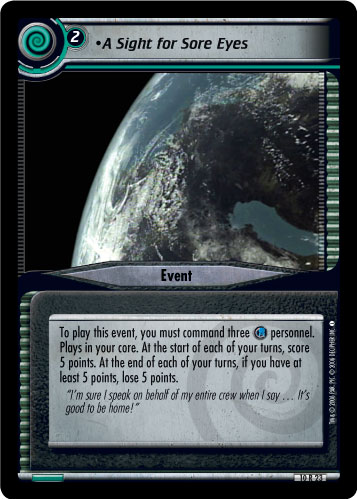 2
•A Sight for Sore Eyes
Event
To play this event, you must command three personnel.
Plays in your core. At the start of each of your turns, score
5 points. At the end of each of your turns, if you have at
least 5 points, lose 5 points.
"I'm sure I speak on behalf of my entire crew when I say . . . It's
good to be home!"
10 R 23